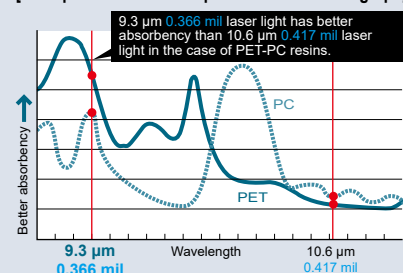 9.3 µm 0.366 mil laser light has better
absorbency than 10.6 µm 0.417 mil laser
light in the case of PET-PC resins.
PC
PET
Better absorbency
9.3 µm
Wavelength
10.6 µm
0.366 mil
0.417 mil